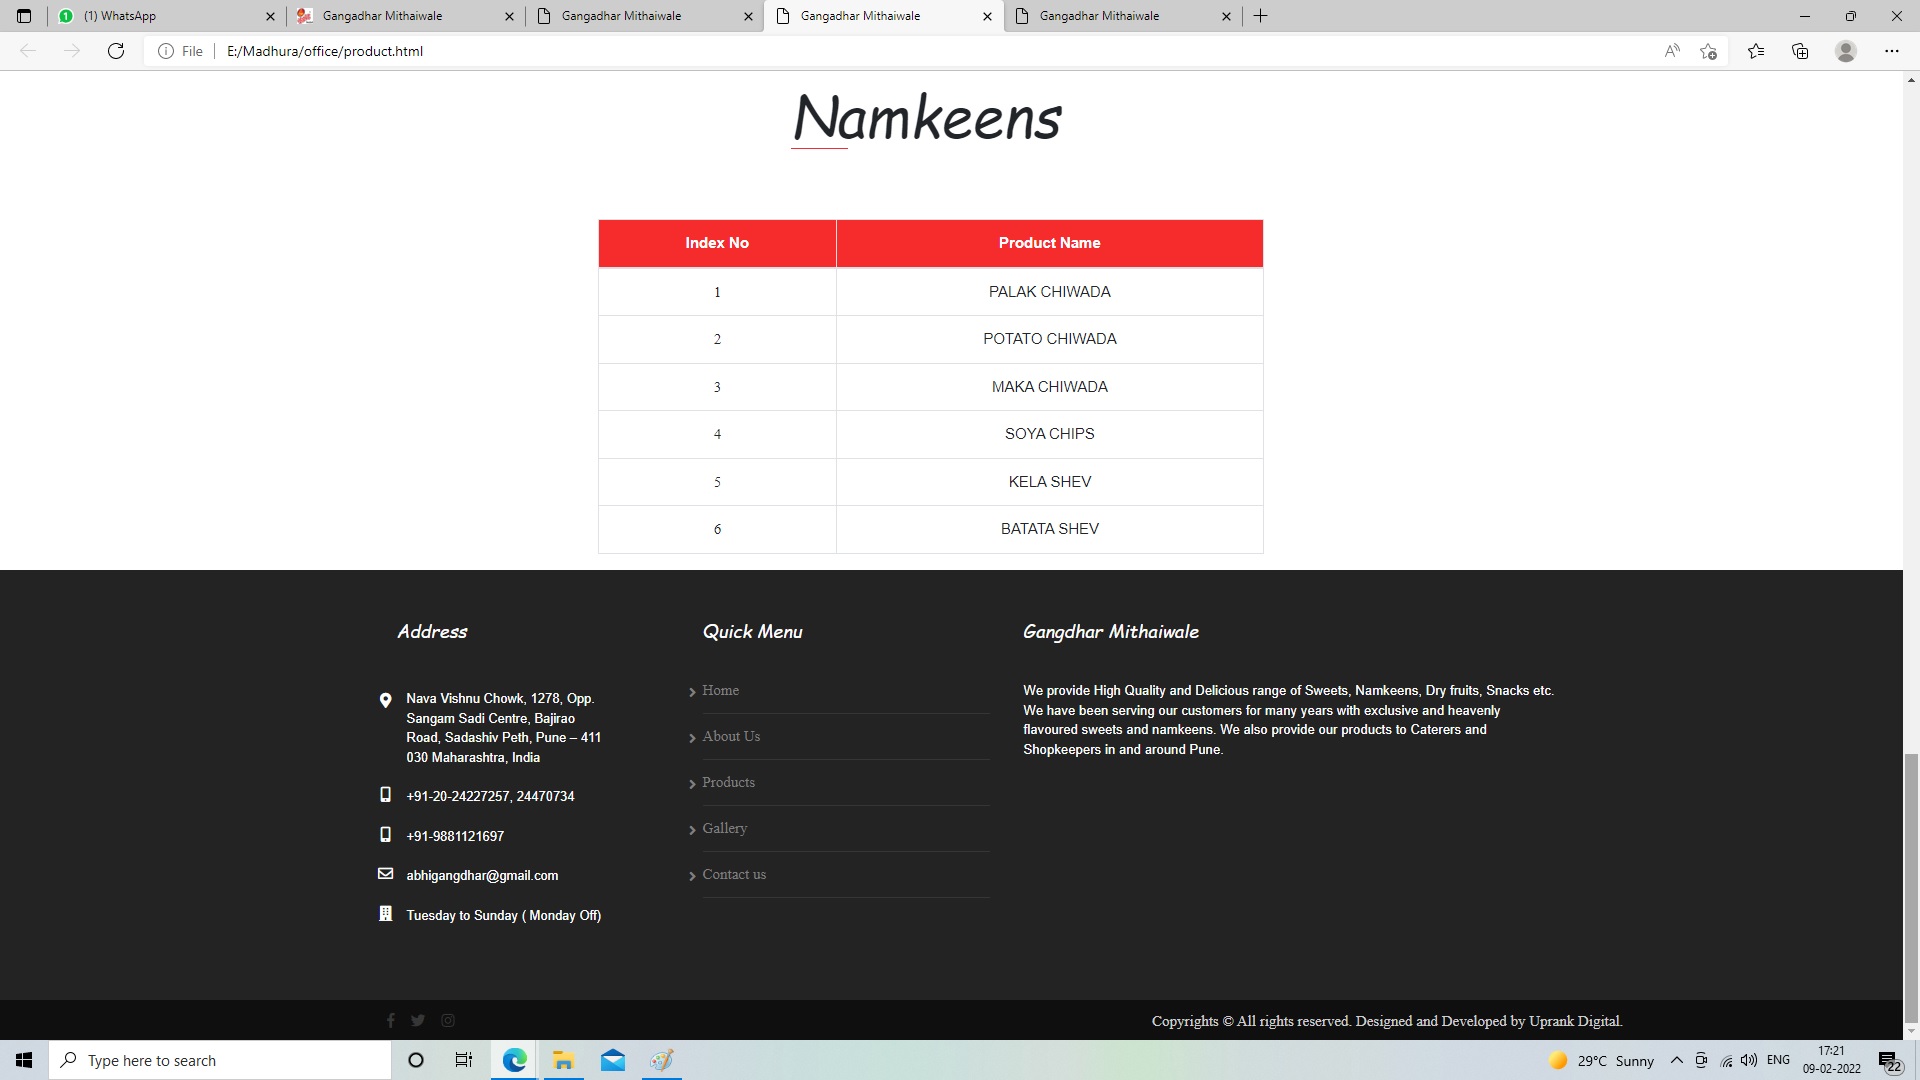 (1) WhatsApp
Gangadhar Mithaiwale
Gangadhar Mithaiwale
Gangadhar Mithaiwale
Gangadhar Mithaiwale
File
E:/Madhura/office/product.html
Namkeens
Index No Product Name
1 PALAK CHIWADA
2 POTATO CHIWADA
3 MAKA CHIWADA
4 SOYA CHIPS
5 KELA SHEV
6 BATATA SHEV
Address
Nava Vishnu Chowk, 1278, Opp.
Sangam Sadi Centre, Bajirao
Road, Sadashiv Peth, Pune – 411
030 Maharashtra, India
+91-20-24227257, 24470734
+91-9881121697
abhigangdhar@gmail.com
Tuesday to Sunday ( Monday Off)
Quick Menu
Home
About Us
Products
Gallery
Contact us
Gangdhar Mithaiwale
We provide High Quality and Delicious range of Sweets, Namkeens, Dry fruits, Snacks etc.
We have been serving our customers for many years with exclusive and heavenly
flavoured sweets and namkeens. We also provide our products to Caterers and
Shopkeepers in and around Pune.
Copyrights © All rights reserved. Designed and Developed by Uprank Digital.
Type here to search
29°C Sunny
ENG
17:21
09-02-2022
22